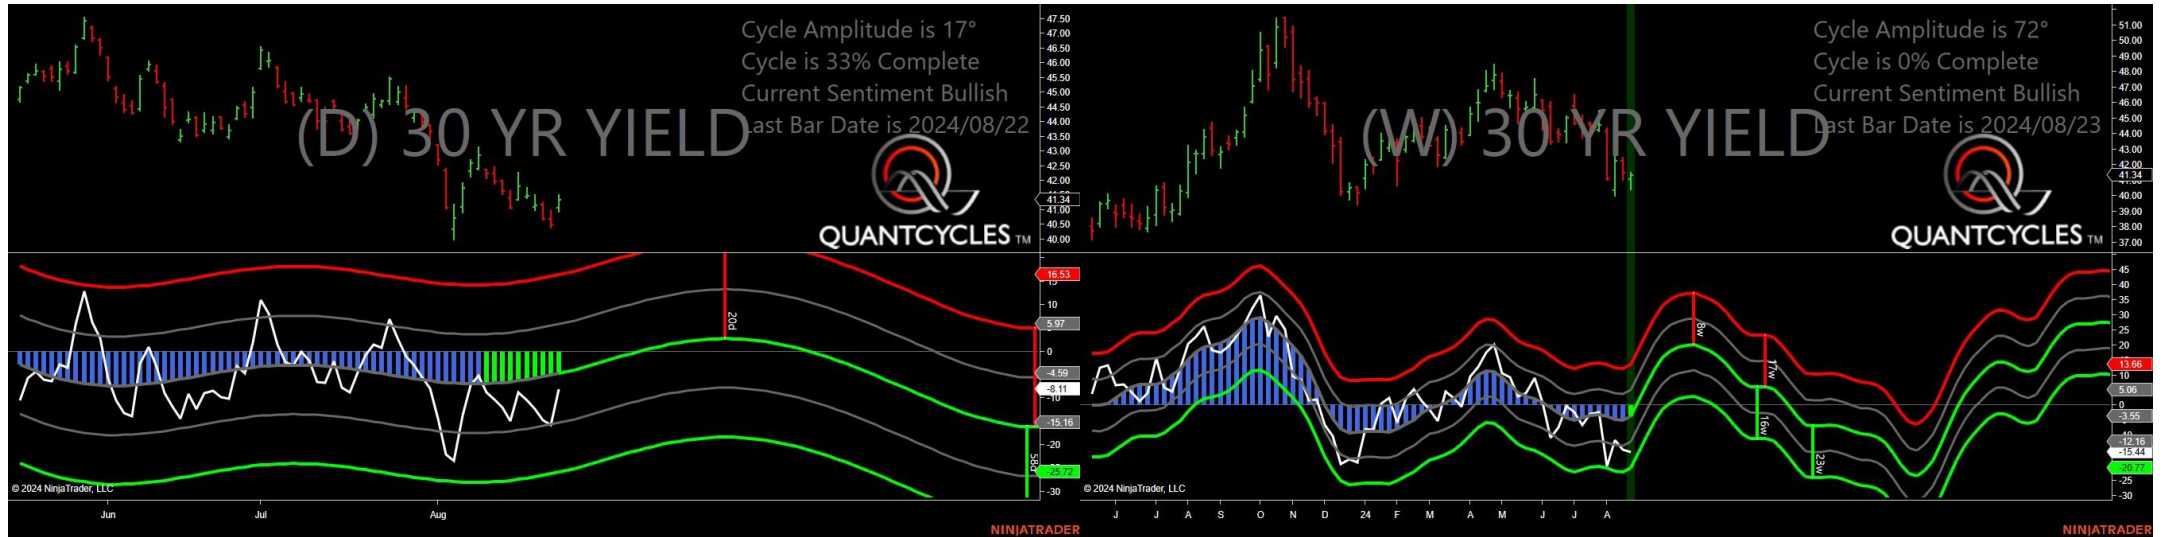 Cycle Amplitude is 17°
Cycle is 33% Complete
Current Sentiment Bullish
Last Bar Date is 2024/08/22
(D) 30 YR YIELD
QUANTCYCLES TM
47.50
47.00
46.50
46.00
45.50
45.00
44.50
44.00
43.50
43.00
42.50
42.00
41.34
41.00
40.50
40.00
16.53
15
10
5.97
0
-4.59
-8.11
-10
-15.16
-20
-25.72
-30
20d
58d
© 2024 NinjaTrader, LLC
Jun
Jul
Aug
NINJATRADER
Cycle Amplitude is 72°
Cycle is 0% Complete
Current Sentiment Bullish
Last Bar Date is 2024/08/23
(W) 30 YR YIELD
QUANTCYCLES TM
51.00
50.00
49.00
48.00
47.00
46.00
45.00
44.00
43.00
42.00
41.34
40.00
39.00
38.00
37.00
45
40
35
30
25
20
13.66
10
5.06
0
-3.55
-12.16
-15.44
-20.77
-25
-30
8w
17w
16w
23w
© 2024 NinjaTrader, LLC
J
J
A
S
O
N
D
24
F
M
A
M
J
J
A
NINJATRADER